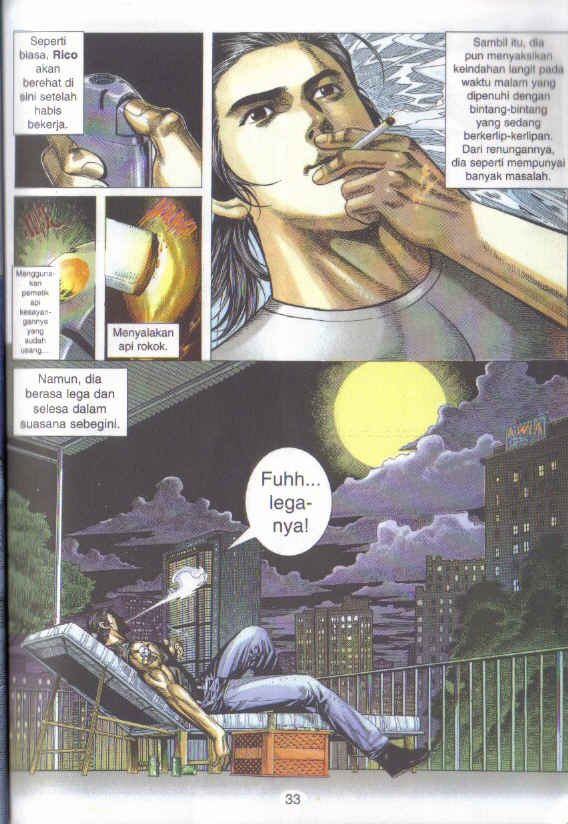 Seperti
biasa, Rico
akan
berehat di
sini setelah
habis
bekerja.
Sambil itu, dia
pun menyaksikan
keindahan langit pada
waktu malam yang
dipenuhi dengan
bintang-bintang
yang sedang
berkerlip-kerlipan.
Dari renungannya,
dia seperti mempunyai
banyak masalah.
Mengguna-
kan
pemetik
api
kesayan-
gannya
yang
sudah
usang...
Menyalakan
api rokok.
Namun, dia
berasa lega dan
selesa dalam
suasana sebegini.
Fuhh...
lega-
nya!
33